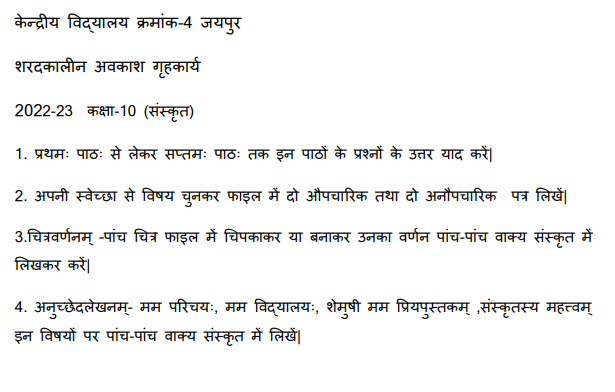 केन्द्रीय विद्यालय क्रमांक-4 जयपुर
शरदकालीन अवकाश गृहकार्य
2022-23 कक्षा-10 (संस्कृत)
1. प्रथमः पाठः से लेकर सप्तमः पाठः तक इन पाठों के प्रश्नों के उत्तर याद करें|
2. अपनी स्वेच्छा से विषय चुनकर फाइल में दो औपचारिक तथा दो अनौपचारिक पत्र लिखें|
3.चित्रवर्णनम् -पांच चित्र फाइल में चिपकाकर या बनाकर उनका वर्णन पांच-पांच वाक्य संस्कृत में
लिखकर करें|
4. अनुच्छेदलेखनम्- मम परिचयः, मम विद्यालयः, शेमुषी मम प्रियपुस्तकम् ,संस्कृतस्य महत्त्वम्
इन विषयों पर पांच-पांच वाक्य संस्कृत में लिखें|